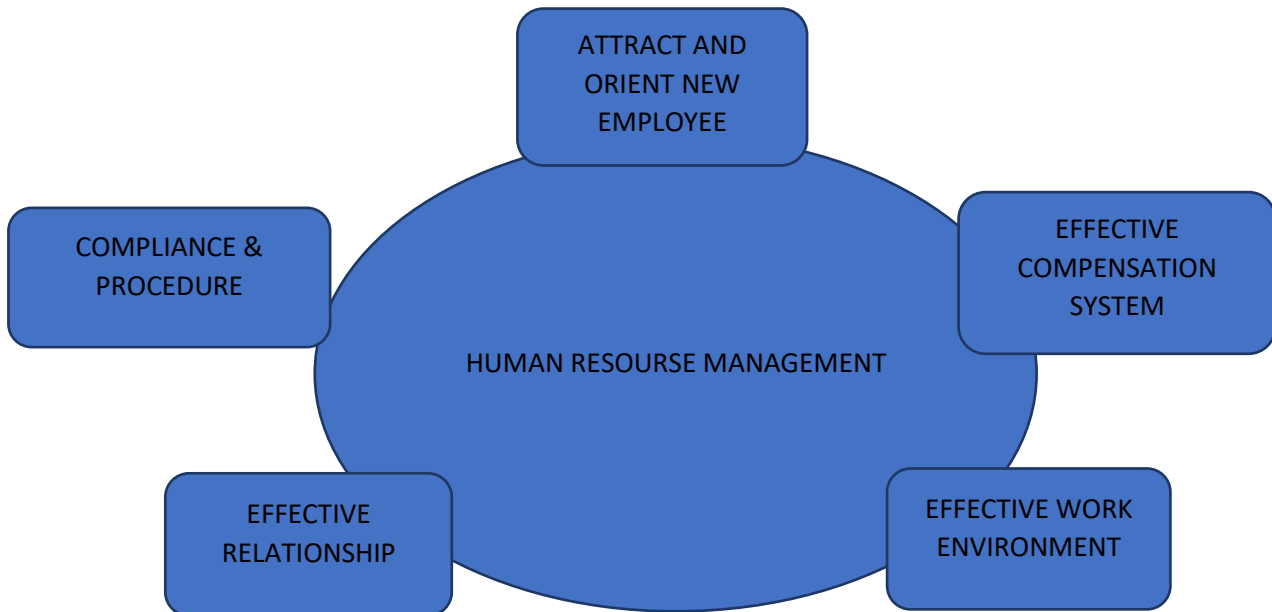 ATTRACT AND
ORIENT NEW
EMPLOYEE
COMPLIANCE &
PROCEDURE
EFFECTIVE
COMPENSATION
SYSTEM
HUMAN RESOURSE MANAGEMENT
EFFECTIVE
RELATIONSHIP
EFFECTIVE WORK
ENVIRONMENT